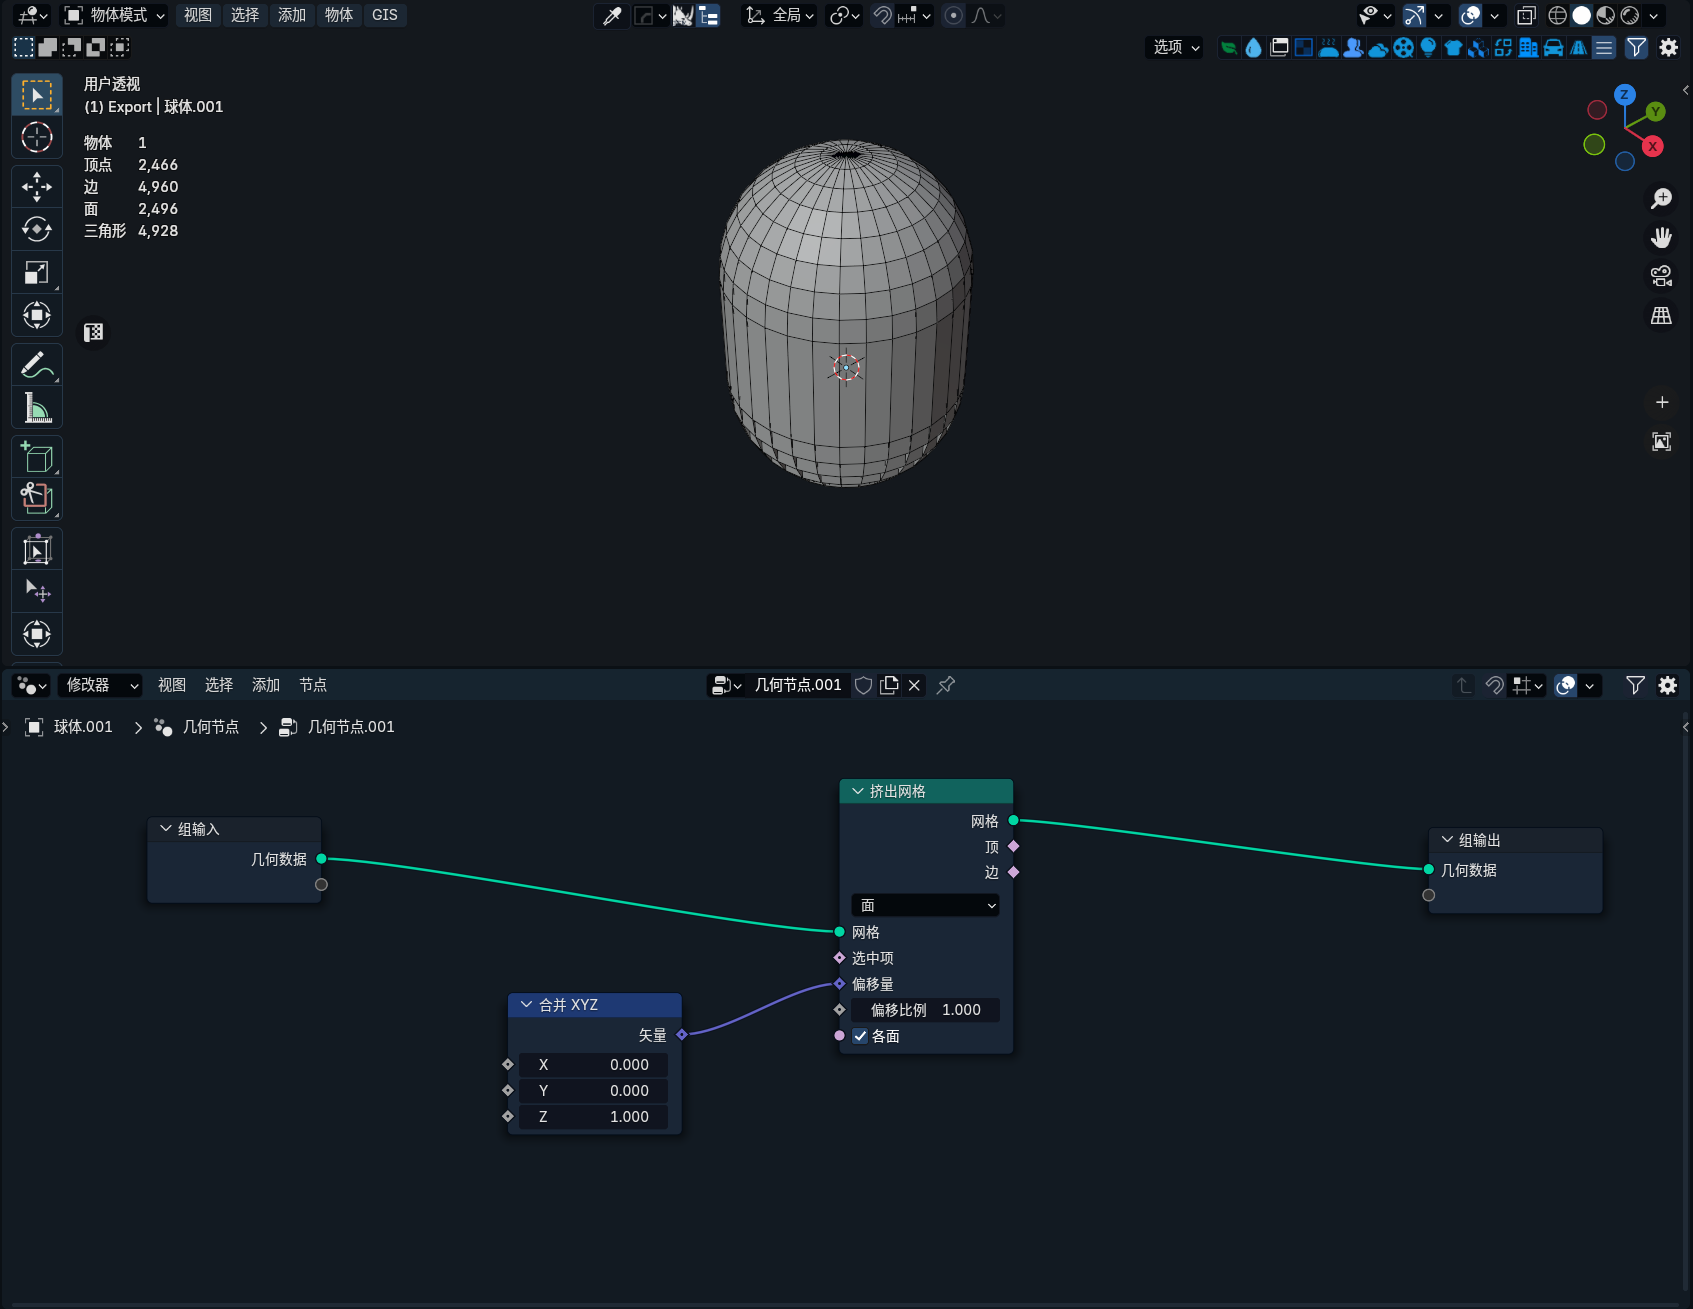 物体模式 视图 选择 添加 物体 GIS 全局
选项
用户透视
(1) Export | 球体.001
物体 1
顶点 2,466
边 4,960
面 2,496
三角形 4,928
Z
Y
X
修改器 视图 选择 添加 节点 几何节点.001
球体.001 几何节点 几何节点.001
组输入
几何数据
挤出网格
网格
顶
边
面
网格
选中项
偏移量
偏移比例 1.000
各面
合并 XYZ
矢量
X 0.000
Y 0.000
Z 1.000
组输出
几何数据